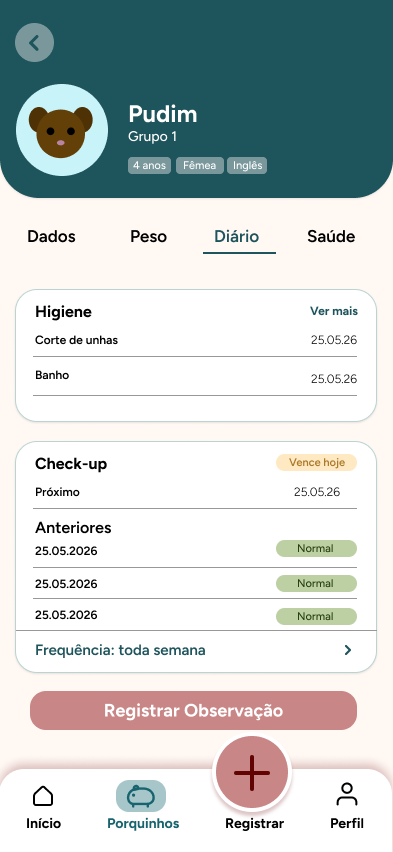 Pudim
Grupo 1
4 anos Fêmea Inglês
Dados Peso Diário Saúde
Higiene Ver mais
Corte de unhas 25.05.26
Banho 25.05.26
Check-up Vence hoje
Próximo 25.05.26
Anteriores
25.05.2026 Normal
25.05.2026 Normal
25.05.2026 Normal
Frequência: toda semana
Registrar Observação
Início Porquinhos Registrar Perfil